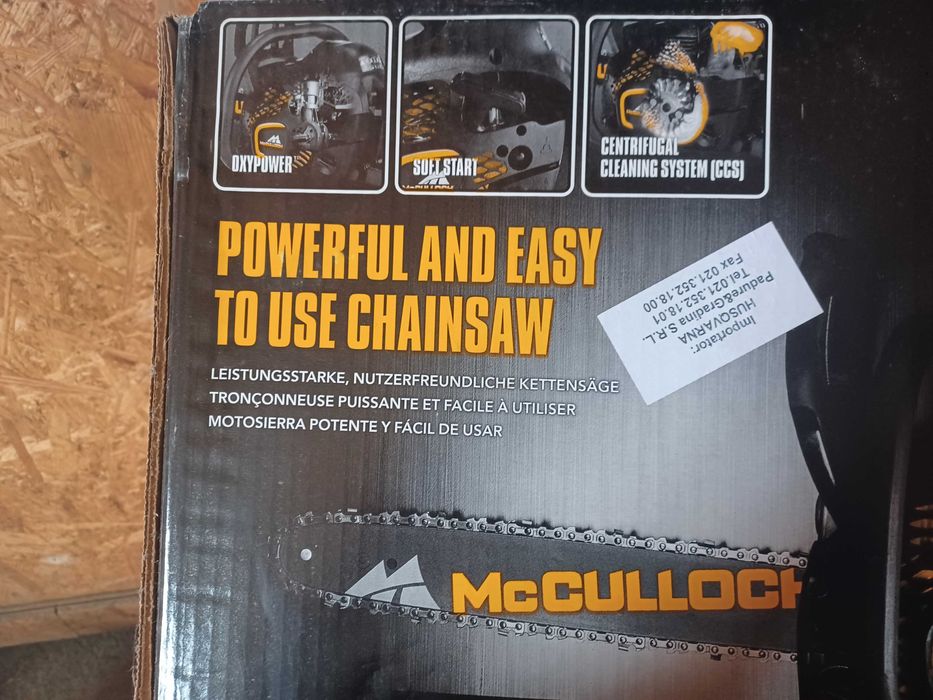 OXYPOWER
SOFT START
McCULLOCH
CENTRIFUGAL
CLEANING SYSTEM (CCS)
POWERFUL AND EASY
TO USE CHAINSAW
LEISTUNGSSTARKE, NUTZERFREUNDLICHE KETTENSÄGE
TRONÇONNEUSE PUISSANTE ET FACILE À UTILISER
MOTOSIERRA POTENTE Y FÁCIL DE USAR
Importator:
HUSQVARNA
Padure&Gradina S.R.L.
Tel.021.352.18.01
Fax 021.352.18.00
McCULLOCH